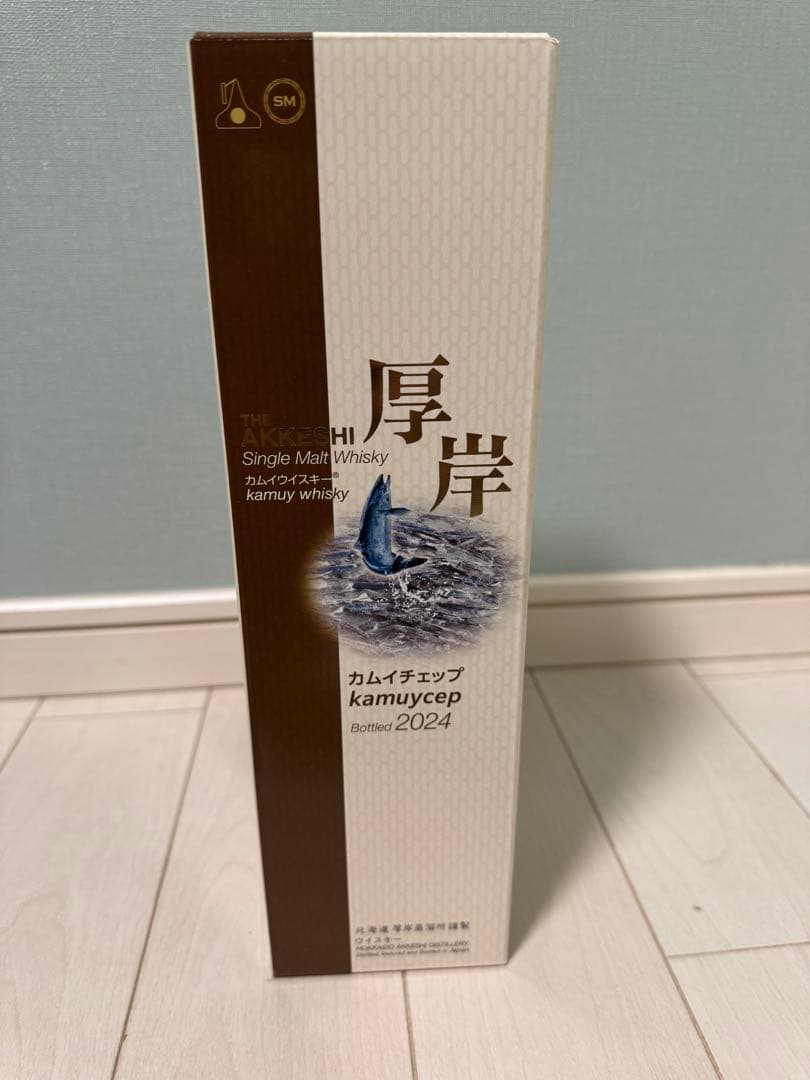 SM
厚岸
THE
AKKESHI
Single Malt Whisky
カムイウイスキー®
kamuy whisky
カムイチェップ
kamuycep
Bottled 2024
北海道 厚岸蒸溜所 謹製
ウイスキー
HOKKAIDO AKKESHI DISTILLERY
Distilled, Matured and Bottled in Japan